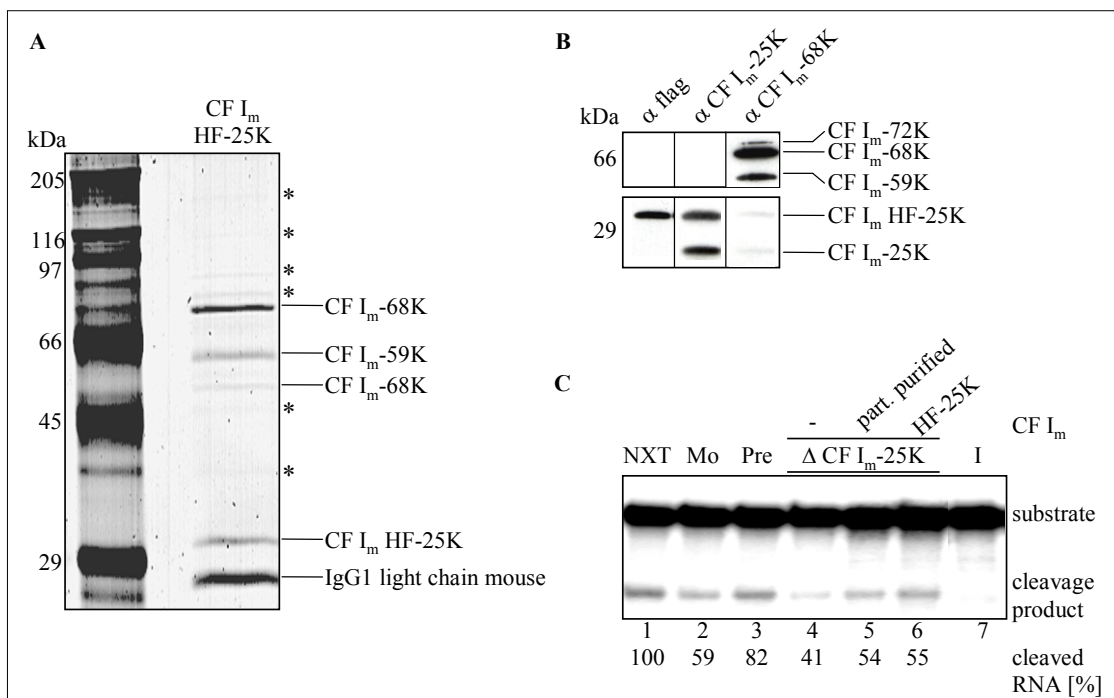 A
CF Im
HF-25K
kDa
205
*
*
116
97
*
*
CF Im-68K
66
CF Im-59K
CF Im-68K
45
*
*
CF Im HF-25K
29
IgG1 light chain mouse
B
α flag
α CF Im-25K
α CF Im-68K
kDa
CF Im-72K
66
CF Im-68K
CF Im-59K
CF Im HF-25K
29
CF Im-25K
C
- part. purified HF-25K CF Im
NXT Mo Pre Δ CF Im-25K I
substrate
cleavage
product
1 2 3 4 5 6 7
100 59 82 41 54 55 cleaved
RNA [%]